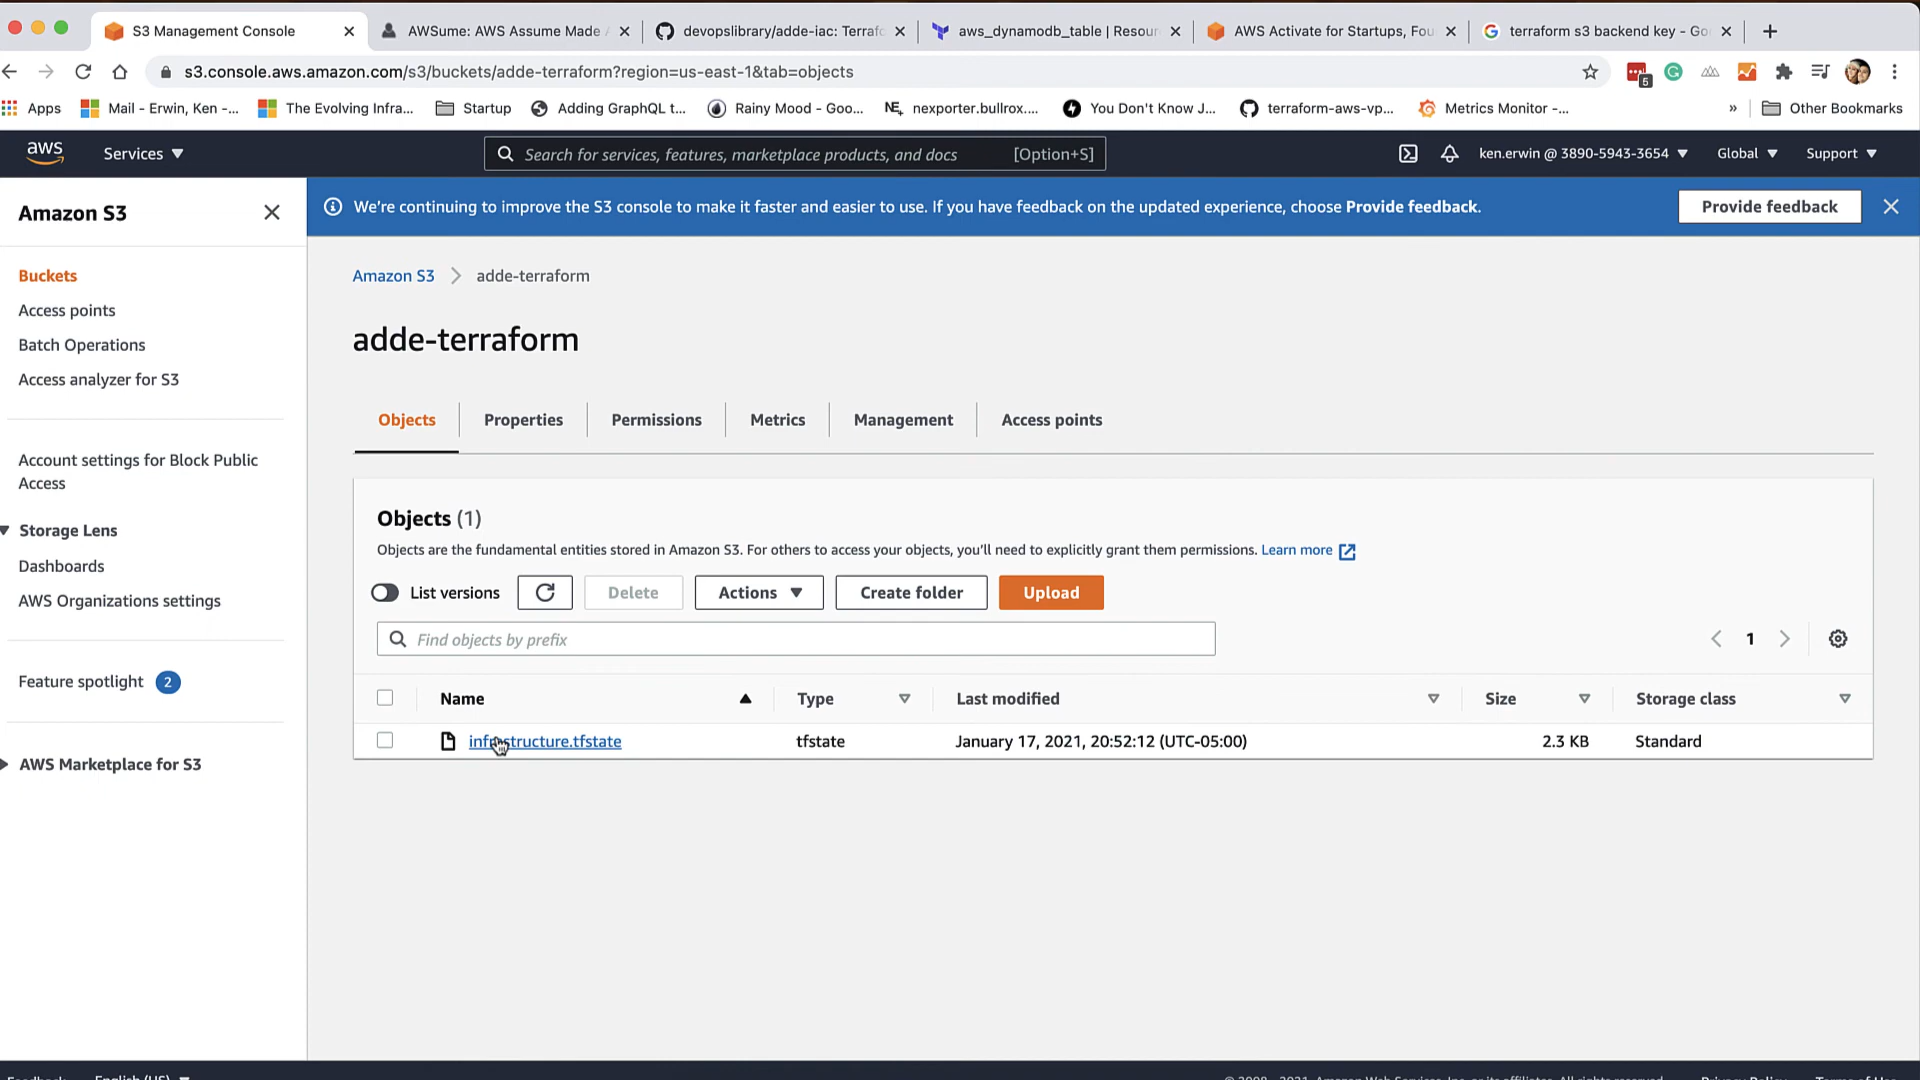 S3 Management Console
AWSume: AWS Assume Made
devopslibrary/adde-iac: Terraf
aws_dynamodb_table | Resour
AWS Activate for Startups, Fou
terraform s3 backend key - Go
s3.console.aws.amazon.com/s3/buckets/adde-terraform?region=us-east-1&tab=objects
5
Apps
Mail - Erwin, Ken -...
The Evolving Infra...
Startup
Adding GraphQL t...
Rainy Mood - Goo...
NE.
nexporter.bullrox....
You Don't Know J...
terraform-aws-vp...
Metrics Monitor -...
»
Other Bookmarks
aws
Services
Search for services, features, marketplace products, and docs
[Option+S]
ken.erwin @ 3890-5943-3654
Global
Support
Amazon S3
We're continuing to improve the S3 console to make it faster and easier to use. If you have feedback on the updated experience, choose Provide feedback.
Provide feedback
Buckets
Access points
Batch Operations
Access analyzer for S3
Account settings for Block Public
Access
Storage Lens
Dashboards
AWS Organizations settings
Feature spotlight
2
AWS Marketplace for S3
Amazon S3
adde-terraform
adde-terraform
Objects
Properties
Permissions
Metrics
Management
Access points
Objects (1)
Objects are the fundamental entities stored in Amazon S3. For others to access your objects, you'll need to explicitly grant them permissions. Learn more
List versions
Delete
Actions
Create folder
Upload
Find objects by prefix
1
Name
Type
Last modified
Size
Storage class
infrastructure.tfstate
tfstate
January 17, 2021, 20:52:12 (UTC-05:00)
2.3 KB
Standard
English (US)